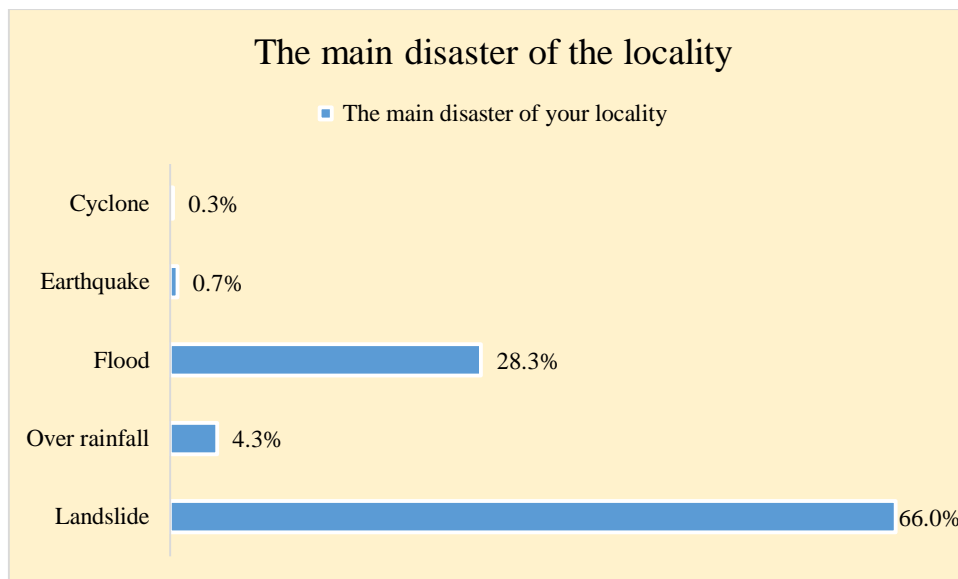 The main disaster of the locality
The main disaster of your locality
Cyclone 0.3%
Earthquake 0.7%
Flood 28.3%
Over rainfall 4.3%
Landslide 66.0%